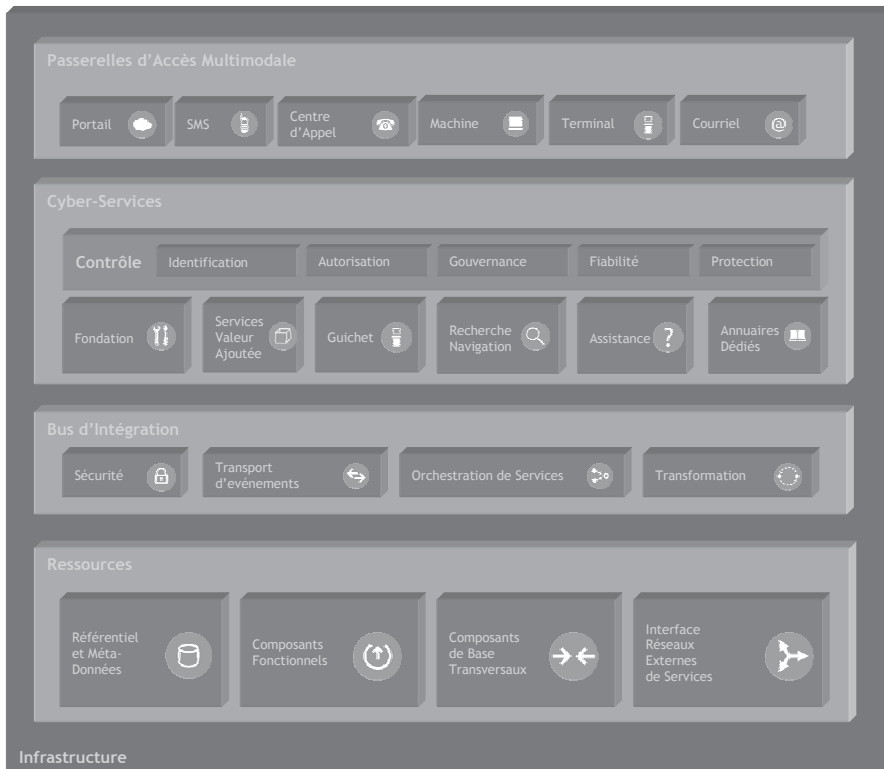 Passerelles d'Accès Multimodale
Portail
SMS
Centre
d'Appel
Machine
Terminal
Courriel
@
Cyber-Services
Contrôle
Identification
Autorisation
Gouvernance
Fiabilité
Protection
Fondation
Services
Valeur
Ajoutée
Guichet
Recherche
Navigation
Assistance
?
Annuaires
Dédiés
Bus d'Intégration
Sécurité
Transport
d'evénements
Orchestration de Services
Transformation
Ressources
Référentiel
et Méta-
Données
Composants
Fonctionnels
Composants
de Base
Transversaux
Interface
Réseaux
Externes
de Services
Infrastructure